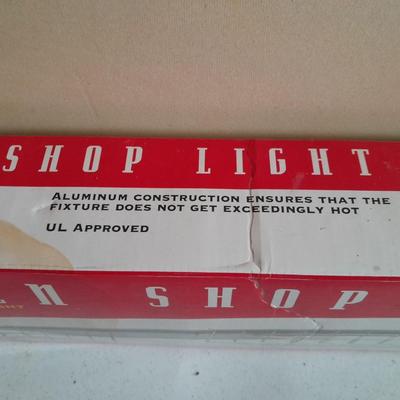 SHOP LIGHT
ALUMINUM CONSTRUCTION ENSURES THAT THE
FIXTURE DOES NOT GET EXCEEDINGLY HOT
UL APPROVED
N SHOP